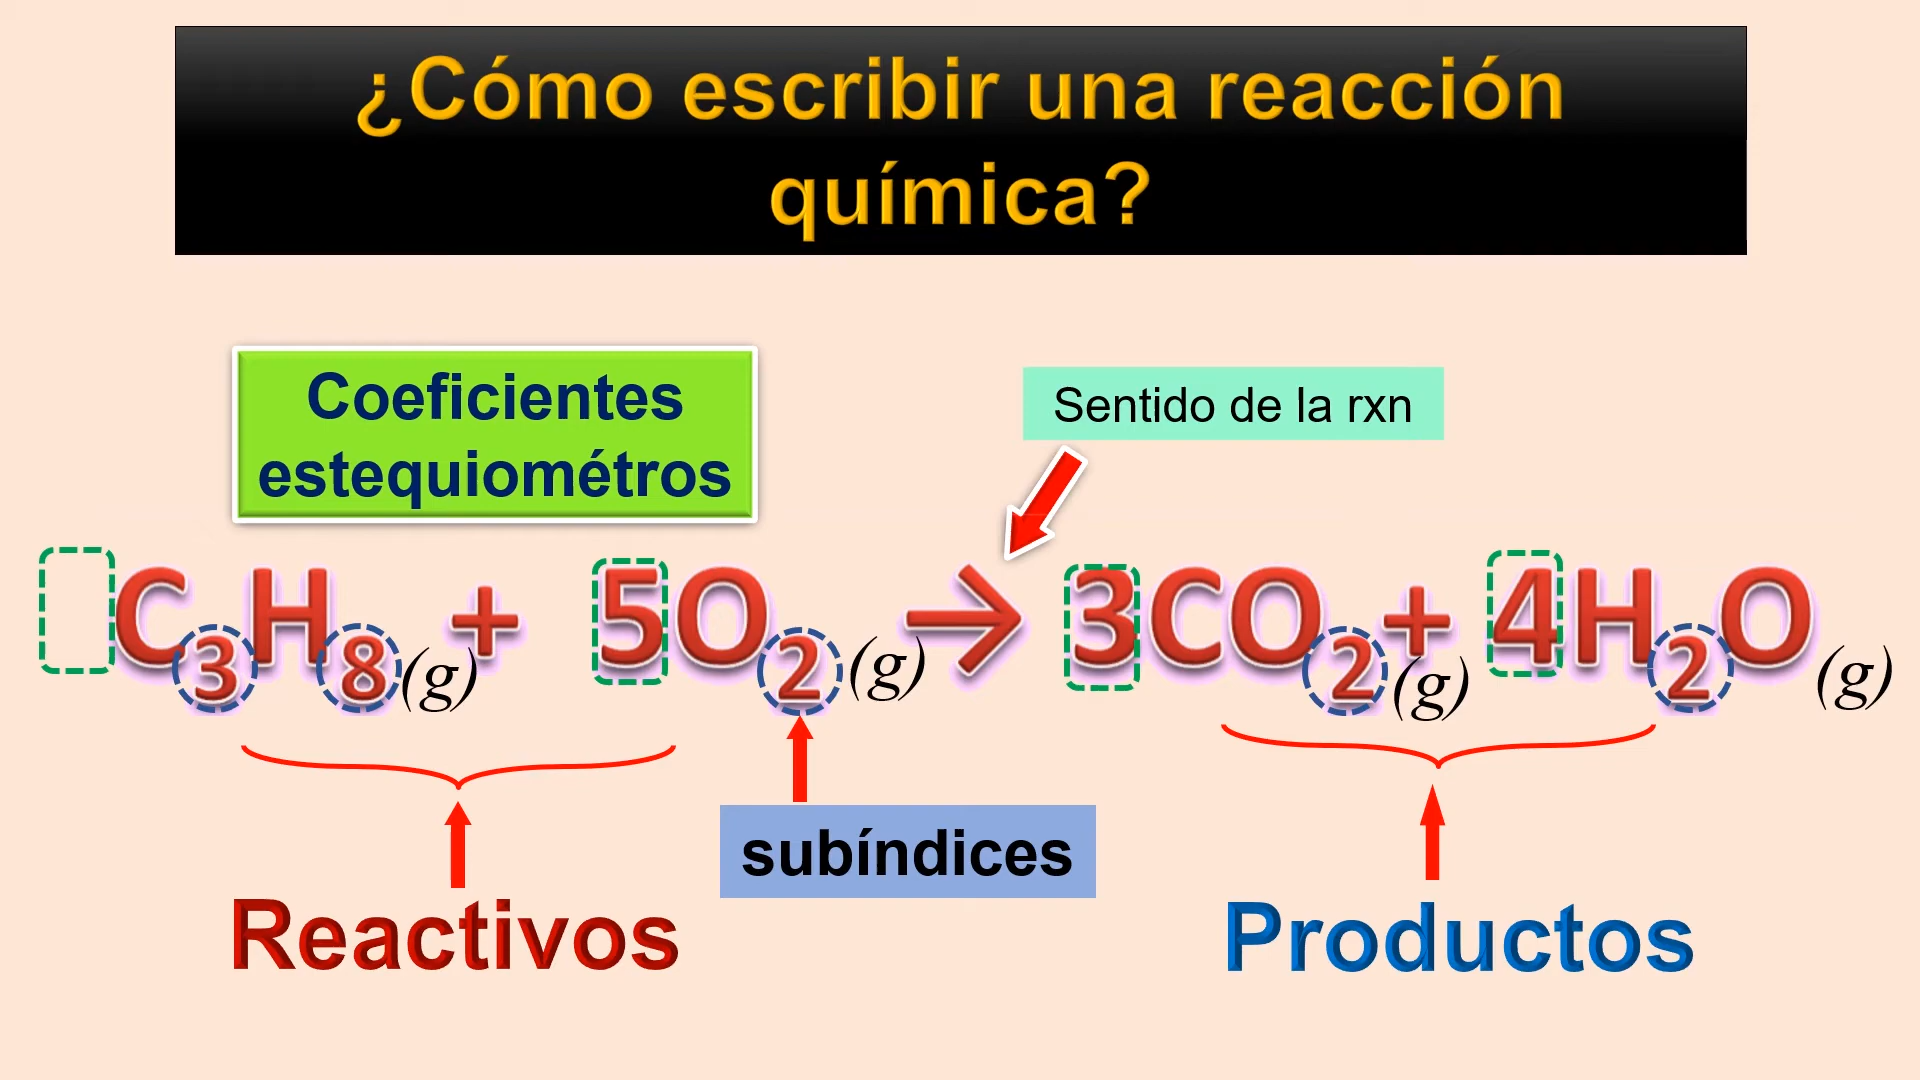 ¿Cómo escribir una reacción
química?
Coeficientes
estequiométros
Sentido de la rxn
C₃H₈(g) + 5O₂(g) → 3CO₂(g) + 4H₂O(g)
subíndices
Reactivos
Productos